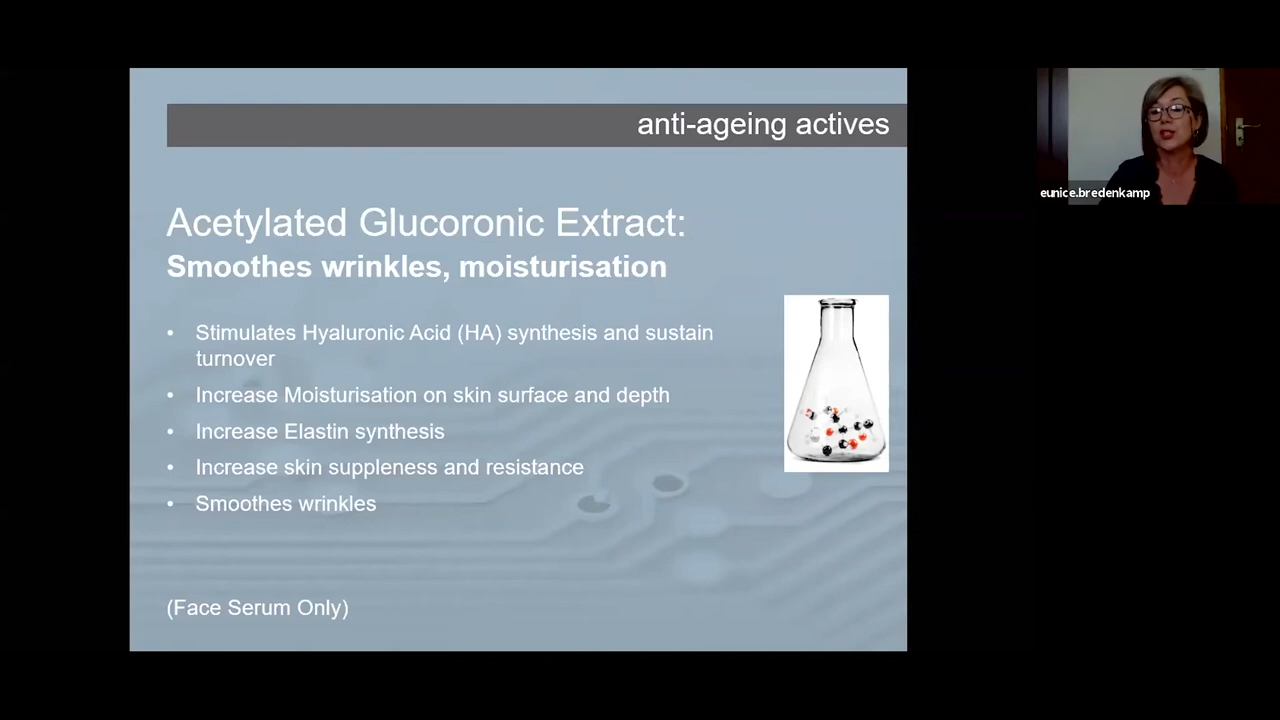 anti-ageing actives
Acetylated Glucoronic Extract:
Smoothes wrinkles, moisturisation
• Stimulates Hyaluronic Acid (HA) synthesis and sustain
turnover
• Increase Moisturisation on skin surface and depth
• Increase Elastin synthesis
• Increase skin suppleness and resistance
• Smoothes wrinkles
(Face Serum Only)
eunice.bredenkamp